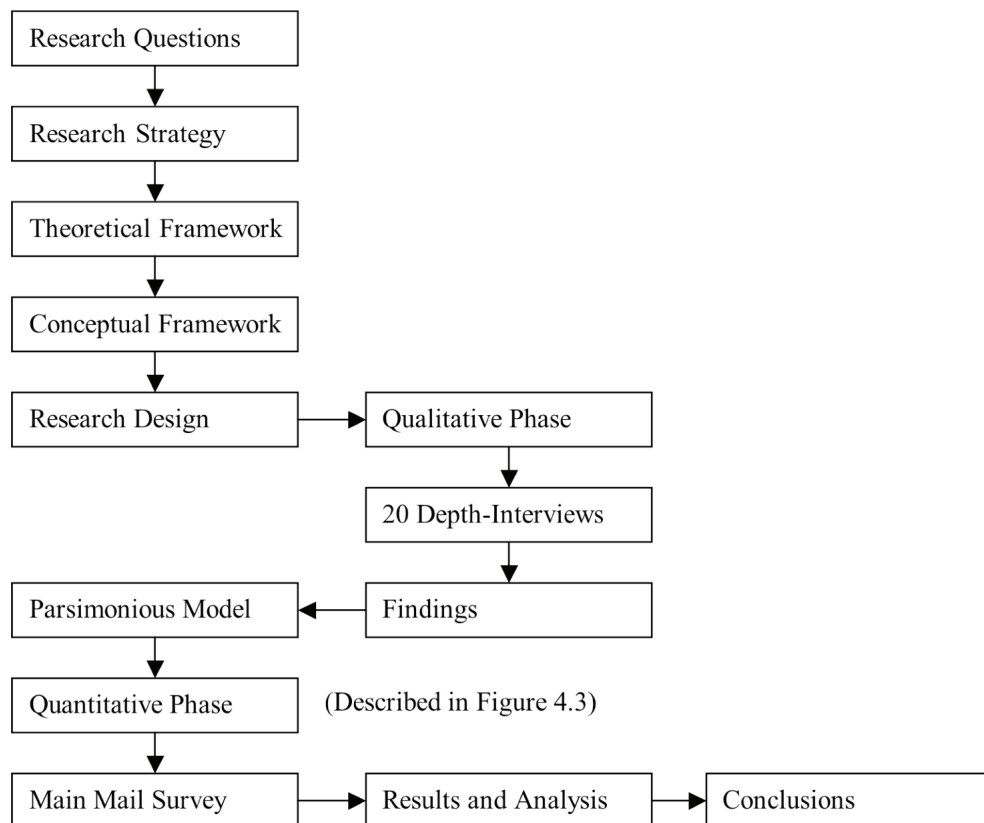 Research Questions
Research Strategy
Theoretical Framework
Conceptual Framework
Research Design
Qualitative Phase
20 Depth-Interviews
Findings
Parsimonious Model
Quantitative Phase
(Described in Figure 4.3)
Main Mail Survey
Results and Analysis
Conclusions